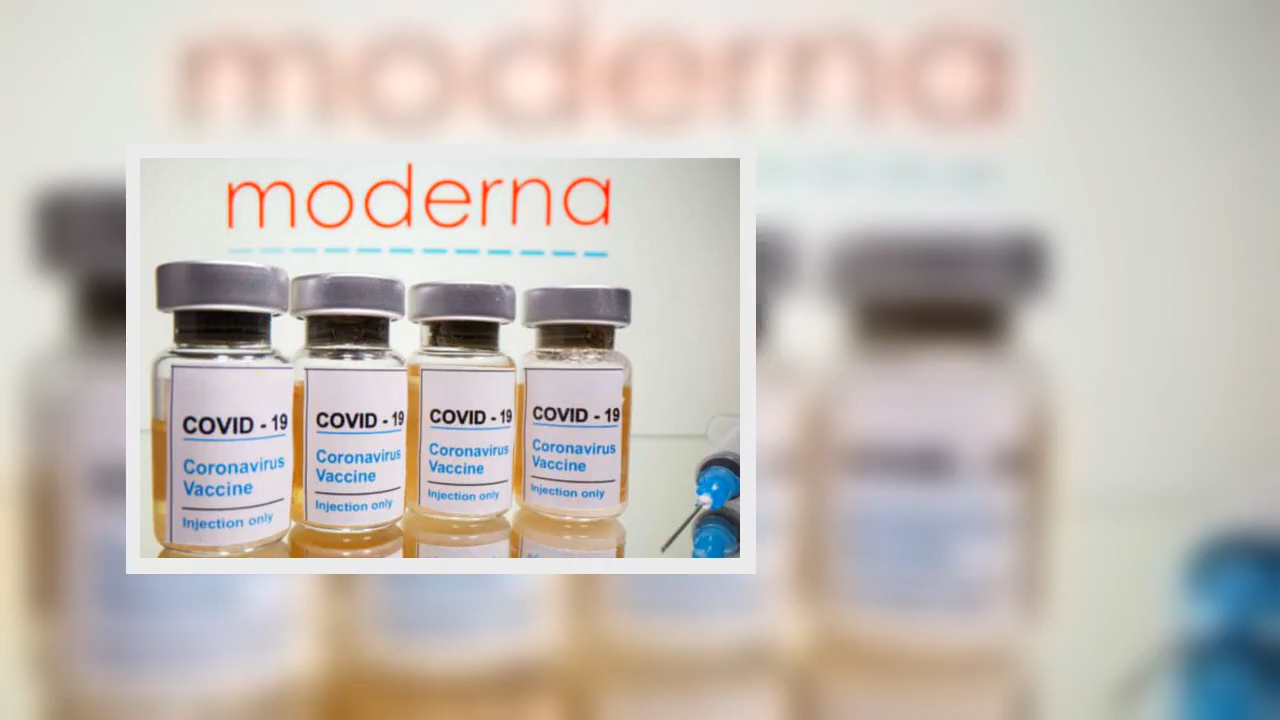 moderna
moderna
COVID - 19
Coronavirus
Vaccine
Injection only
COVID - 19
Coronavirus
Vaccine
Injection only
COVID - 19
Coronavirus
Vaccine
Injection only
COVID - 19
Coronavirus
Vaccine
Injection only